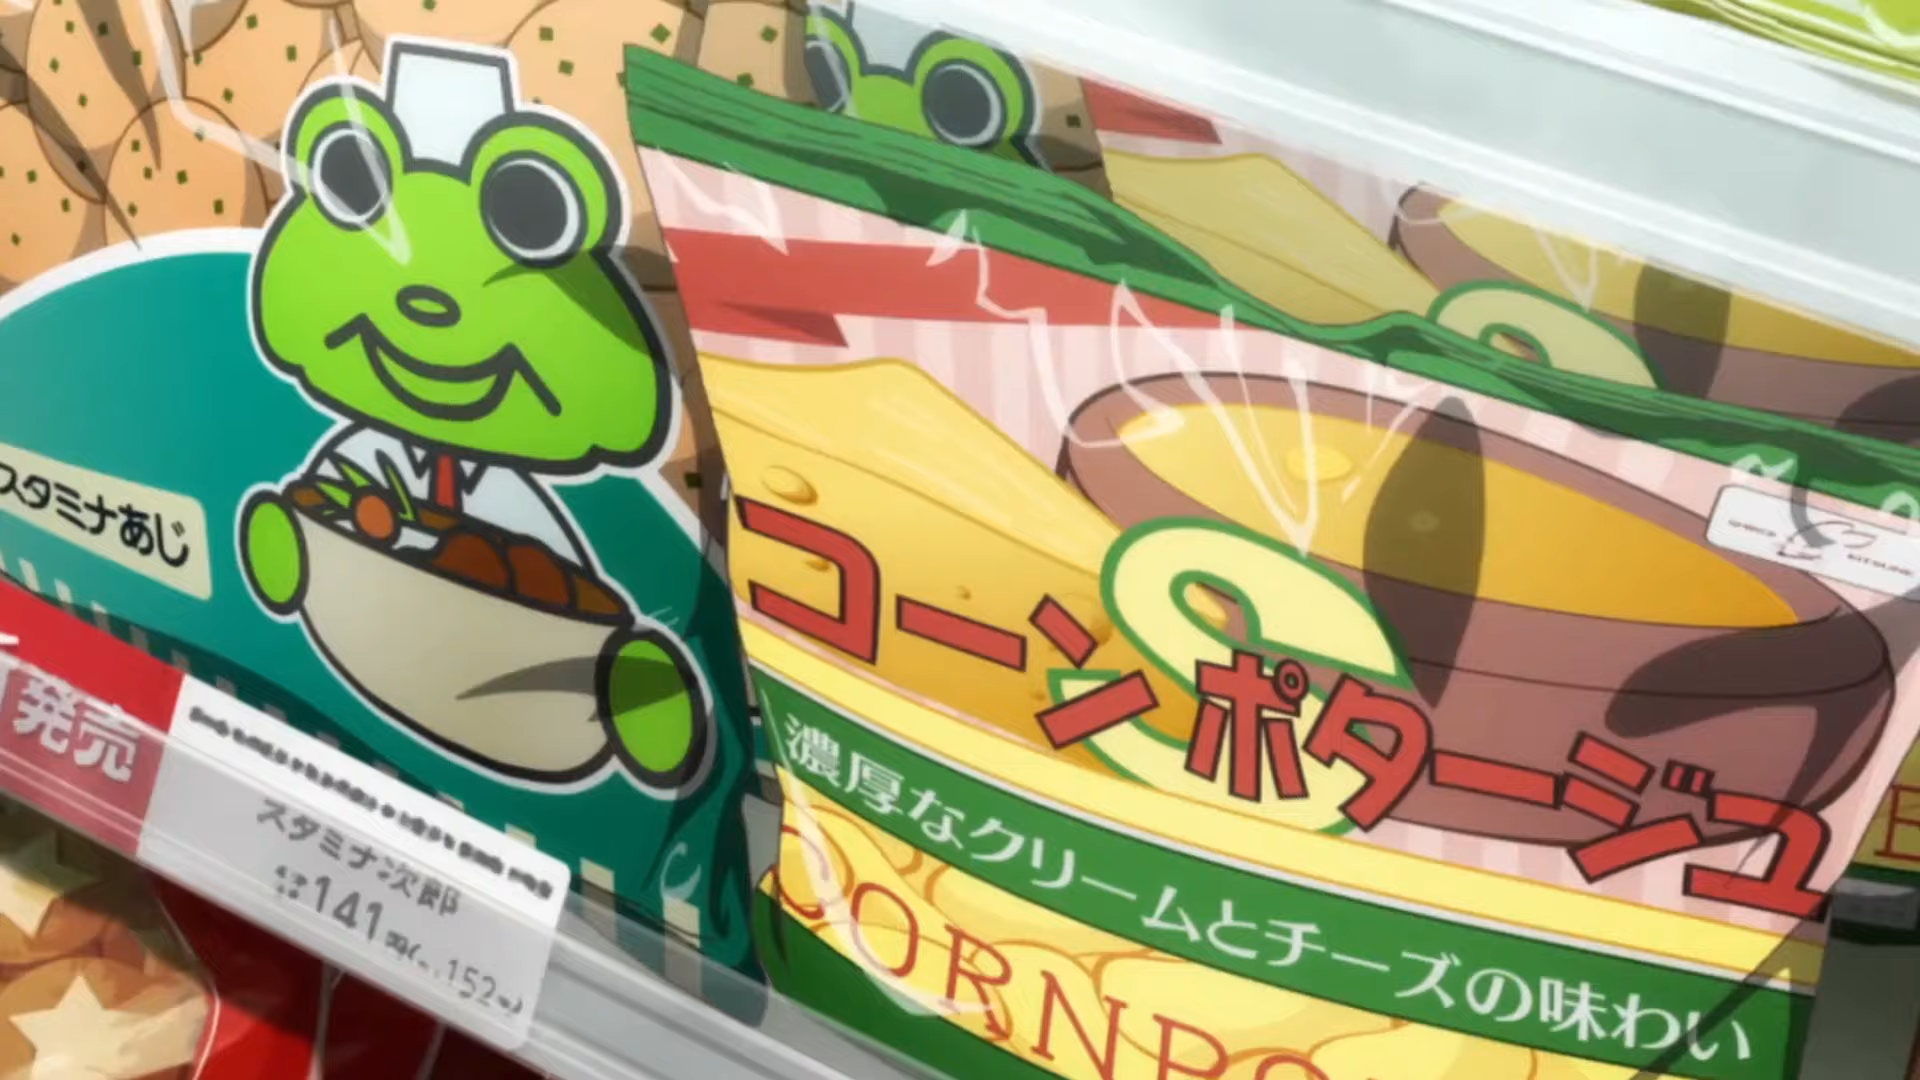 スタミナあじ
発売
スタミナ次郎
141
152
コーンポタージュ
濃厚なクリームとチーズの味わい
CORNPO